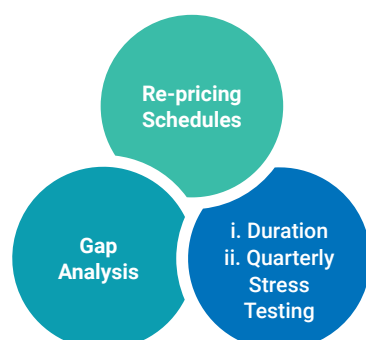 Re-pricing
Schedules
Gap
Analysis
i. Duration
ii. Quarterly
Stress
Testing